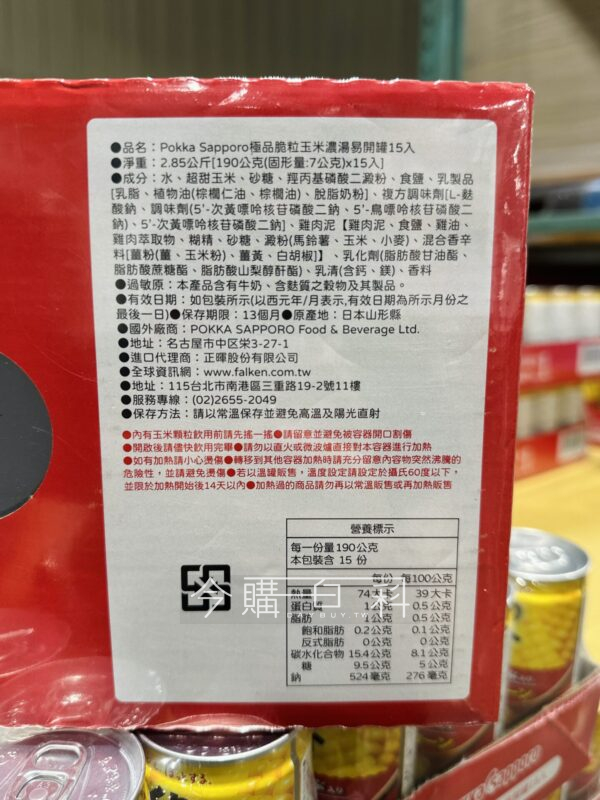 ●品名：Pokka Sapporo極品脆粒玉米濃湯易開罐15入
●淨重：2.85公斤[190公克(固形量:7公克)x15入]
●成分：水、超甜玉米、砂糖、羥丙基磷酸二澱粉、食鹽、乳製品
[乳脂、植物油(棕櫚仁油、棕櫚油)、脫脂奶粉]、複方調味劑[L-麩
酸鈉、調味劑(5'-次黃嘌呤核苷磷酸二鈉、5'-鳥嘌呤核苷磷酸二
鈉)、5'-次黃嘌呤核苷磷酸二鈉]、雞肉泥【雞肉泥、食鹽、雞油、
雞肉萃取物、糊精、砂糖、澱粉(馬鈴薯、玉米、小麥)、混合香辛
料[薑粉(薑、玉米粉)、薑黃、白胡椒]】、乳化劑(脂肪酸甘油酯、
脂肪酸蔗糖酯、脂肪酸山梨醇酐酯)、乳清(含鈣、鎂)、香料
●過敏原：本產品含有牛奶、含麩質之穀物及其製品。
●有效日期：如包裝所示(以西元年/月表示,有效日期為所示月份之
最後一日)●保存期限：13個月●原產地：日本山形縣
●國外廠商：POKKA SAPPORO Food & Beverage Ltd.
●地址：名古屋市中区栄3-27-1
●進口代理商：正暉股份有限公司
●全球資訊網：www.falken.com.tw
●地址：115台北市南港區三重路19-2號11樓
●服務專線：(02)2655-2049
●保存方法：請以常溫保存並避免高溫及陽光直射
●內有玉米顆粒飲用前請先搖一搖●請留意並避免被容器開口割傷
●開啟後請儘快飲用完畢●請勿以直火或微波爐直接對本容器進行加熱
●如有加熱請小心燙傷●轉移到其他容器加熱時請充分留意內容物突然沸騰的
危險性，並請避免燙傷●若以溫罐販售，溫度設定請設定於攝氏60度以下，
並限於加熱開始後14天以內●加熱過的商品請勿再以常溫販售或再加熱販售
營養標示
每一份量190公克
本包裝含 15 份
每份 每100公克
熱量 74大卡 39大卡
蛋白質 1公克 0.5公克
脂肪 1公克 0.5公克
飽和脂肪 0.2公克 0.1公克
反式脂肪 0公克 0公克
碳水化合物 15.4公克 8.1公克
糖 9.5公克 5公克
鈉 524毫克 276毫克
今購百科
Sapporo